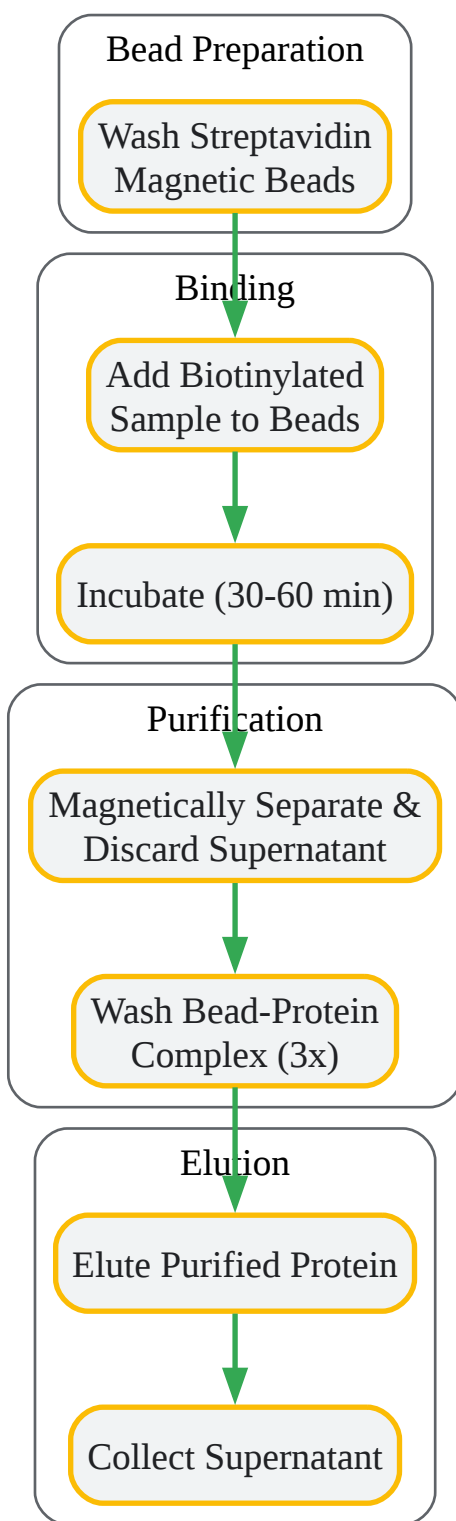 Bead Preparation
Wash Streptavidin
Magnetic Beads
Binding
Add Biotinylated
Sample to Beads
Incubate (30-60 min)
Purification
Magnetically Separate &
Discard Supernatant
Wash Bead-Protein
Complex (3x)
Elution
Elute Purified Protein
Collect Supernatant